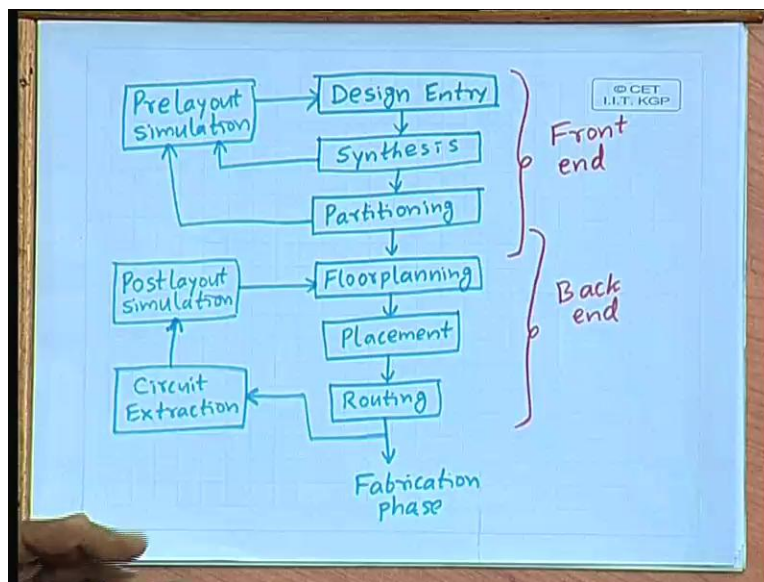 © CET
I.I.T. KGP
Prelayout
simulation
Design Entry
Synthesis
Partitioning
Front
end
Postlayout
simulation
Floorplanning
Placement
Circuit
Extraction
Routing
Back
end
Fabrication
phase